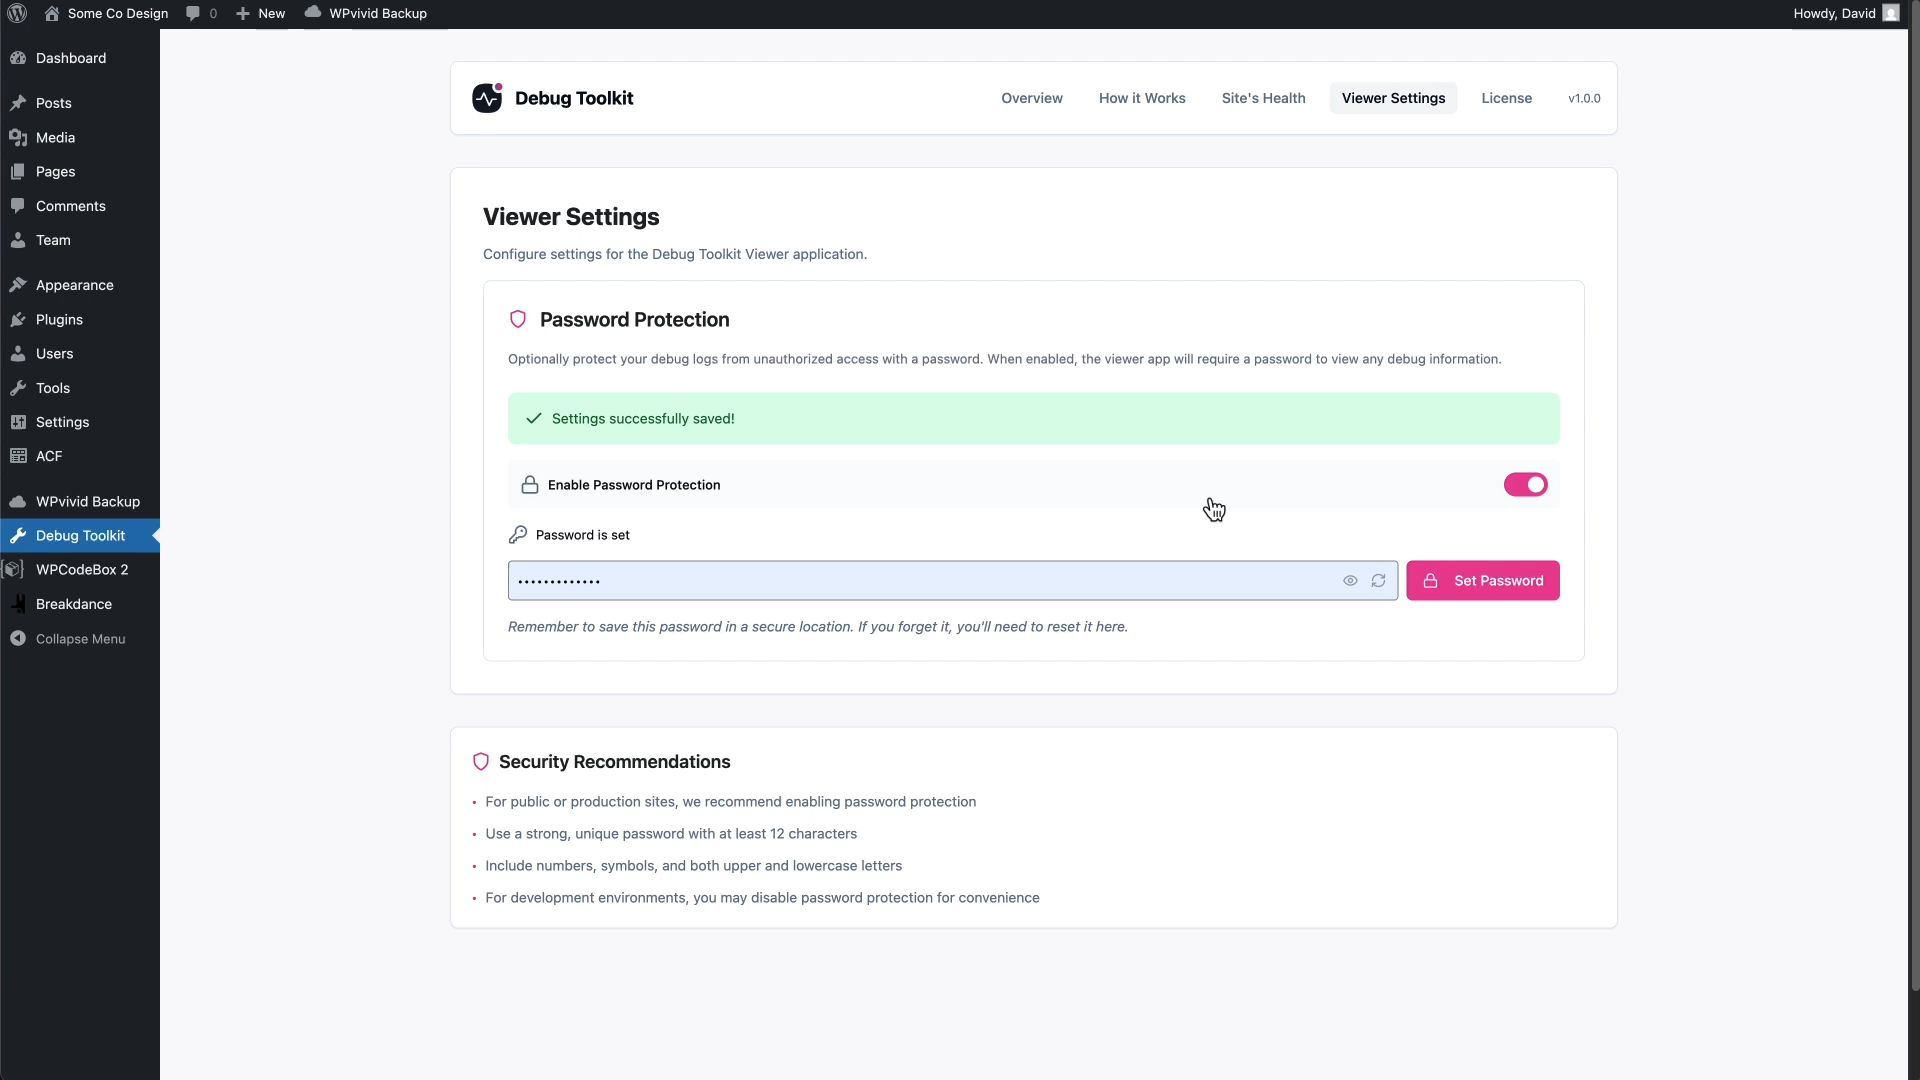 Some Co Design
0
New
WPvivid Backup
Howdy, David
Dashboard
Posts
Media
Pages
Comments
Team
Appearance
Plugins
Users
Tools
Settings
ACF
WPvivid Backup
Debug Toolkit
WPCodeBox 2
Breakdance
Collapse Menu
Debug Toolkit
Overview
How it Works
Site's Health
Viewer Settings
License
v1.0.0
Viewer Settings
Configure settings for the Debug Toolkit Viewer application.
Password Protection
Optionally protect your debug logs from unauthorized access with a password. When enabled, the viewer app will require a password to view any debug information.
Settings successfully saved!
Enable Password Protection
Password is set
•••••••••••••
Set Password
Remember to save this password in a secure location. If you forget it, you'll need to reset it here.
Security Recommendations
• For public or production sites, we recommend enabling password protection
• Use a strong, unique password with at least 12 characters
• Include numbers, symbols, and both upper and lowercase letters
• For development environments, you may disable password protection for convenience